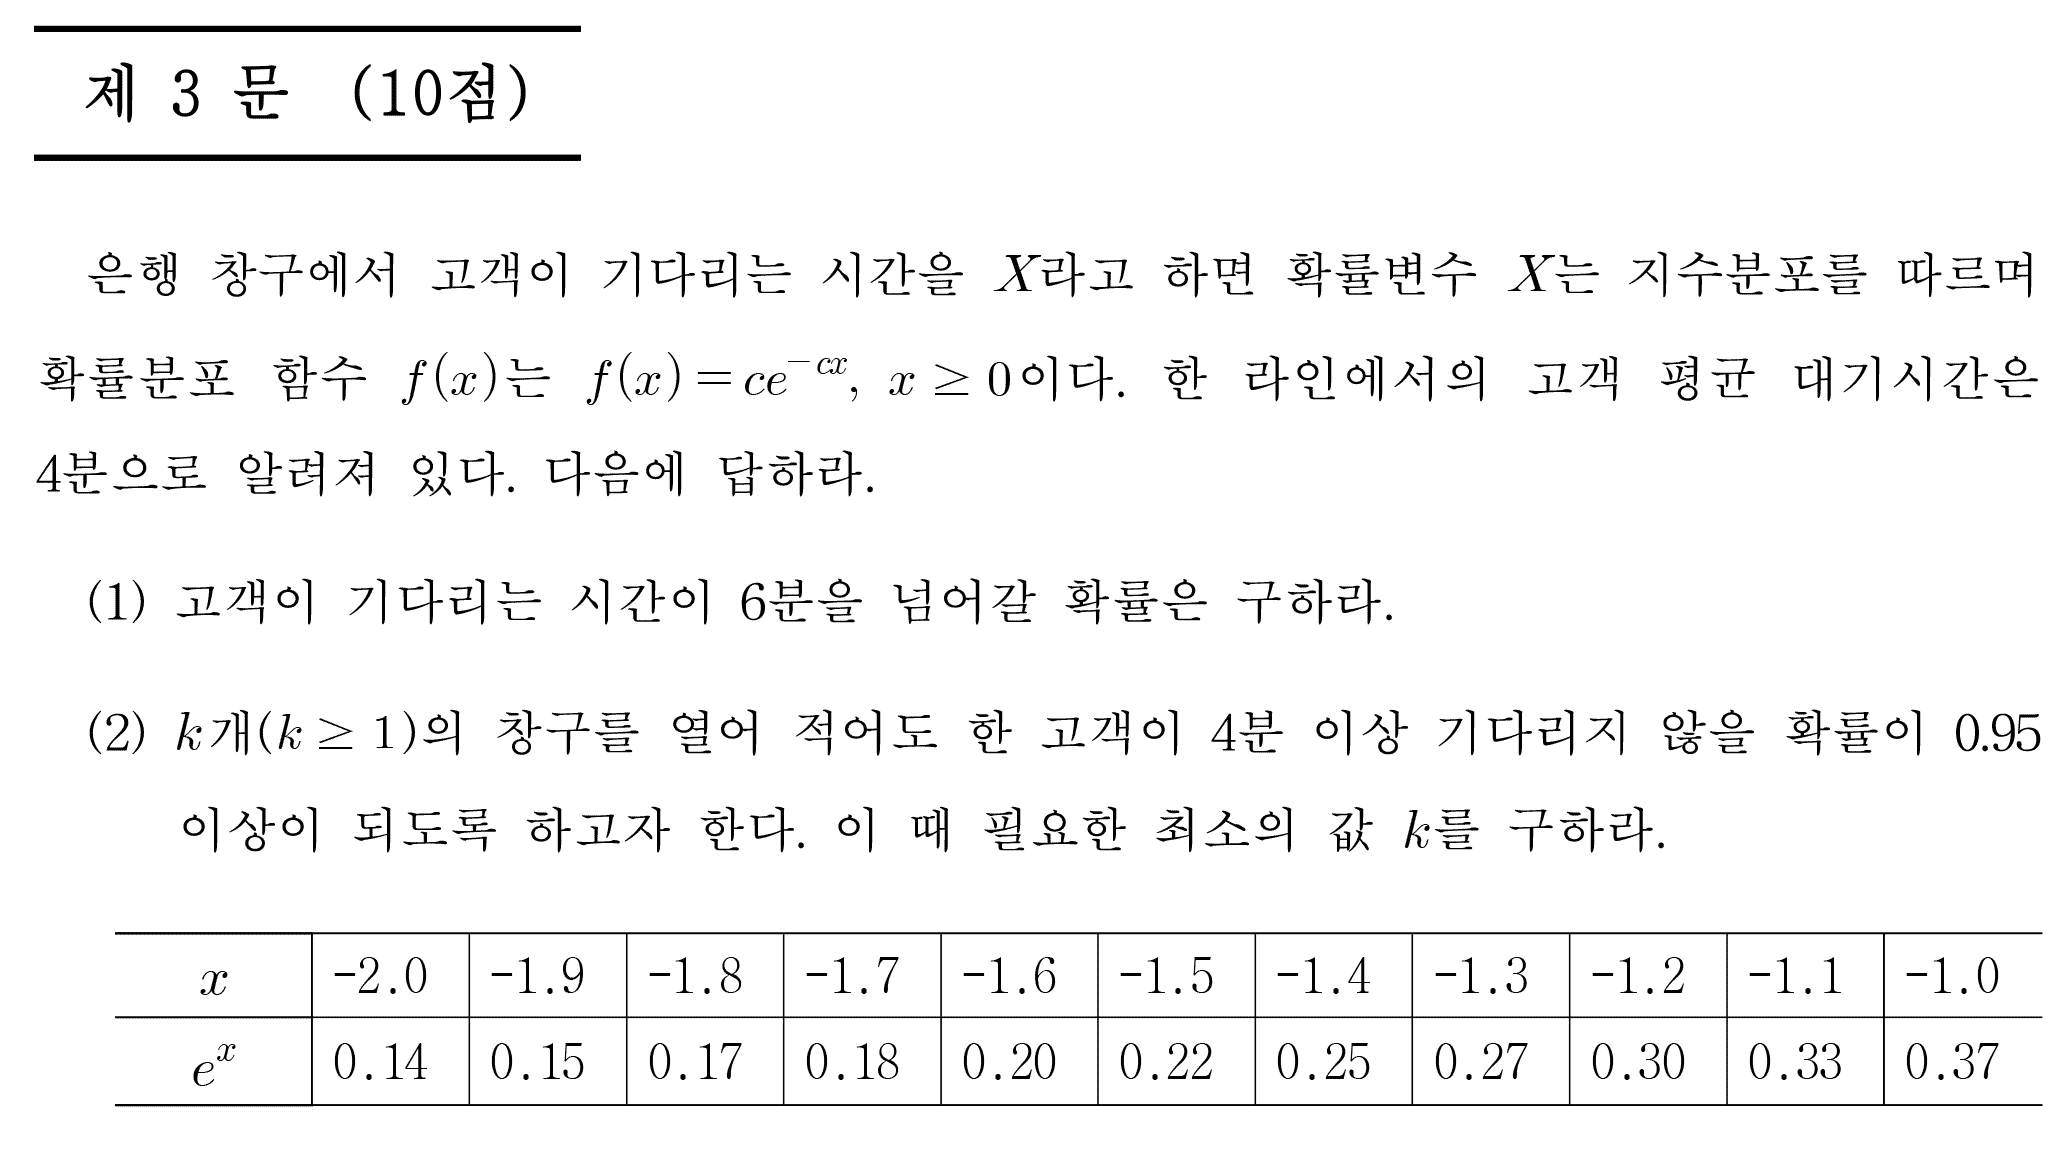 제 3 문 (10점)
은행 창구에서 고객이 기다리는 시간을 X라고 하면 확률변수 X는 지수분포를 따르며
확률분포 함수 f(x)는 f(x)=ce^{-cx}, x ≥ 0이다. 한 라인에서의 고객 평균 대기시간은
4분으로 알려져 있다. 다음에 답하라.
(1) 고객이 기다리는 시간이 6분을 넘어갈 확률은 구하라.
(2) k개(k ≥ 1)의 창구를 열어 적어도 한 고객이 4분 이상 기다리지 않을 확률이 0.95
이상이 되도록 하고자 한다. 이 때 필요한 최소의 값 k를 구하라.
x -2.0 -1.9 -1.8 -1.7 -1.6 -1.5 -1.4 -1.3 -1.2 -1.1 -1.0
e^x 0.14 0.15 0.17 0.18 0.20 0.22 0.25 0.27 0.30 0.33 0.37